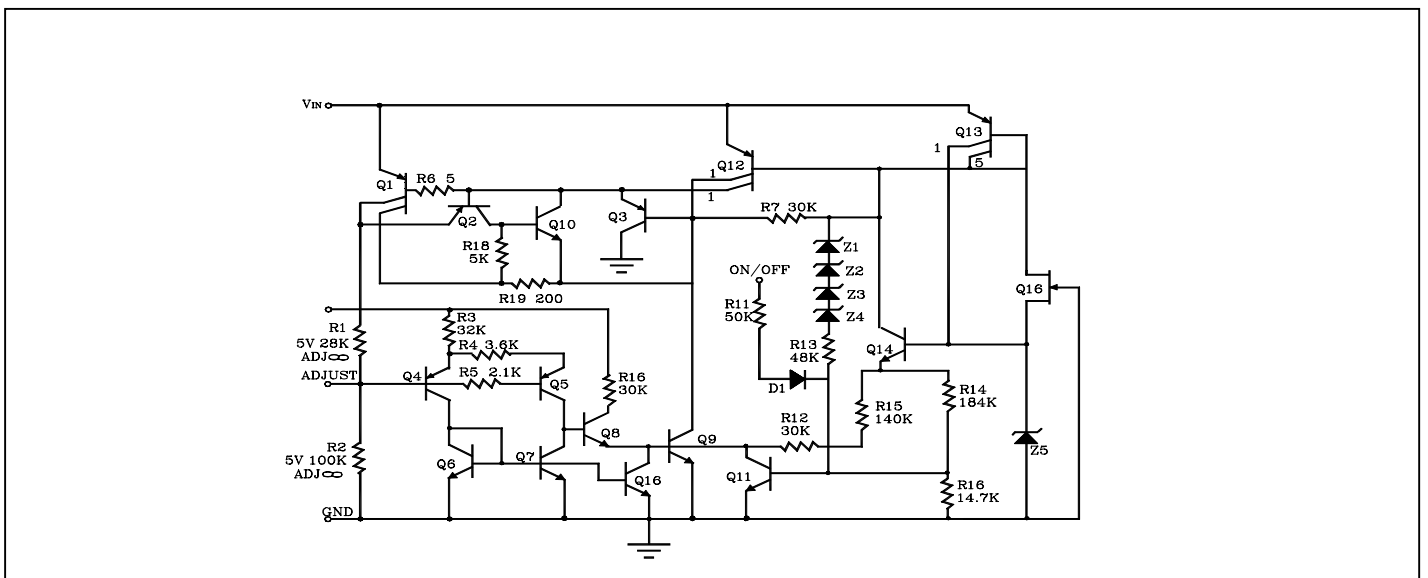 VIN
Q13
1
5
Q12
1
1
Q1
R6 5
R7 30K
Q2
Q10
Q3
R18
5K
Z1
Z2
Z3
Z4
ON/OFF
Q16
R19 200
R11
50K
R1
5V 28K
ADJ∞
R3
32K
R4 3.6K
R13
48K
Q14
ADJUST
Q4
R5 2.1K
Q5
R16
30K
D1
R14
184K
R15
140K
R12
30K
Q8
Q9
R2
5V 100K
ADJ∞
Q6
Q7
Q16
Q11
Z5
R16
14.7K
GND